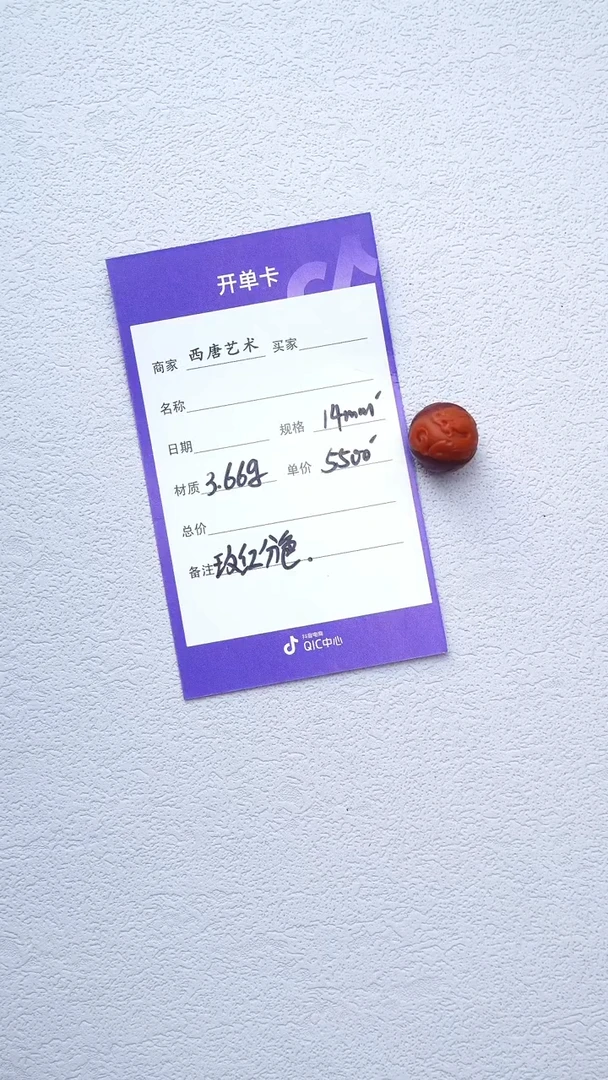 开单卡
商家 西唐艺术 买家
名称
日期 规格 14mm
材质 3.66g 单价 5500
总价
备注 玫红分色.
抖音电商
QIC中心